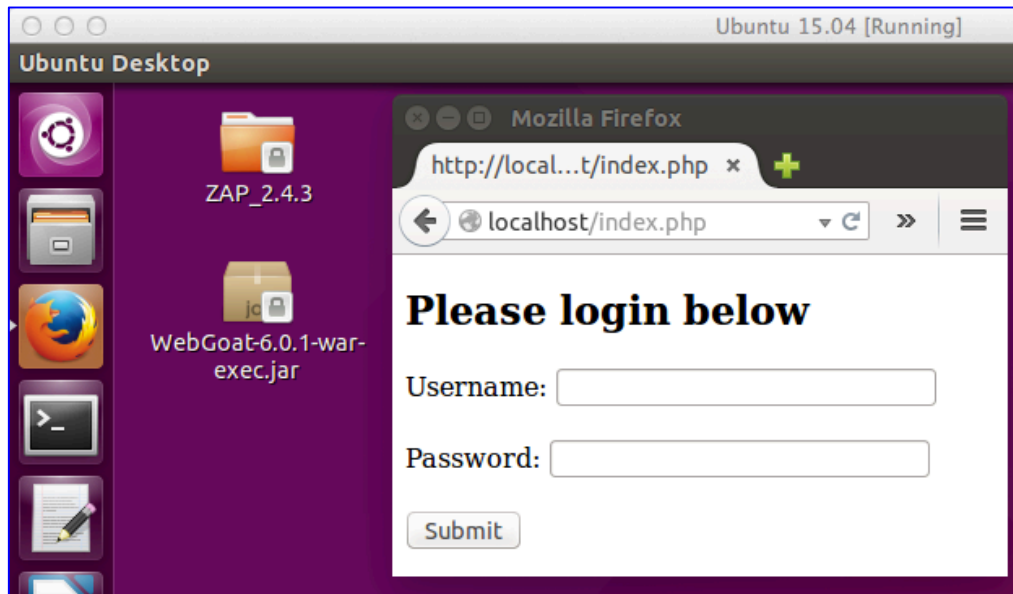 Ubuntu 15.04 [Running]
Ubuntu Desktop
Mozilla Firefox
http://local...t/index.php
localhost/index.php
ZAP_2.4.3
Please login below
jc
WebGoat-6.0.1-war-
exec.jar
Username:
>_
Password:
Submit